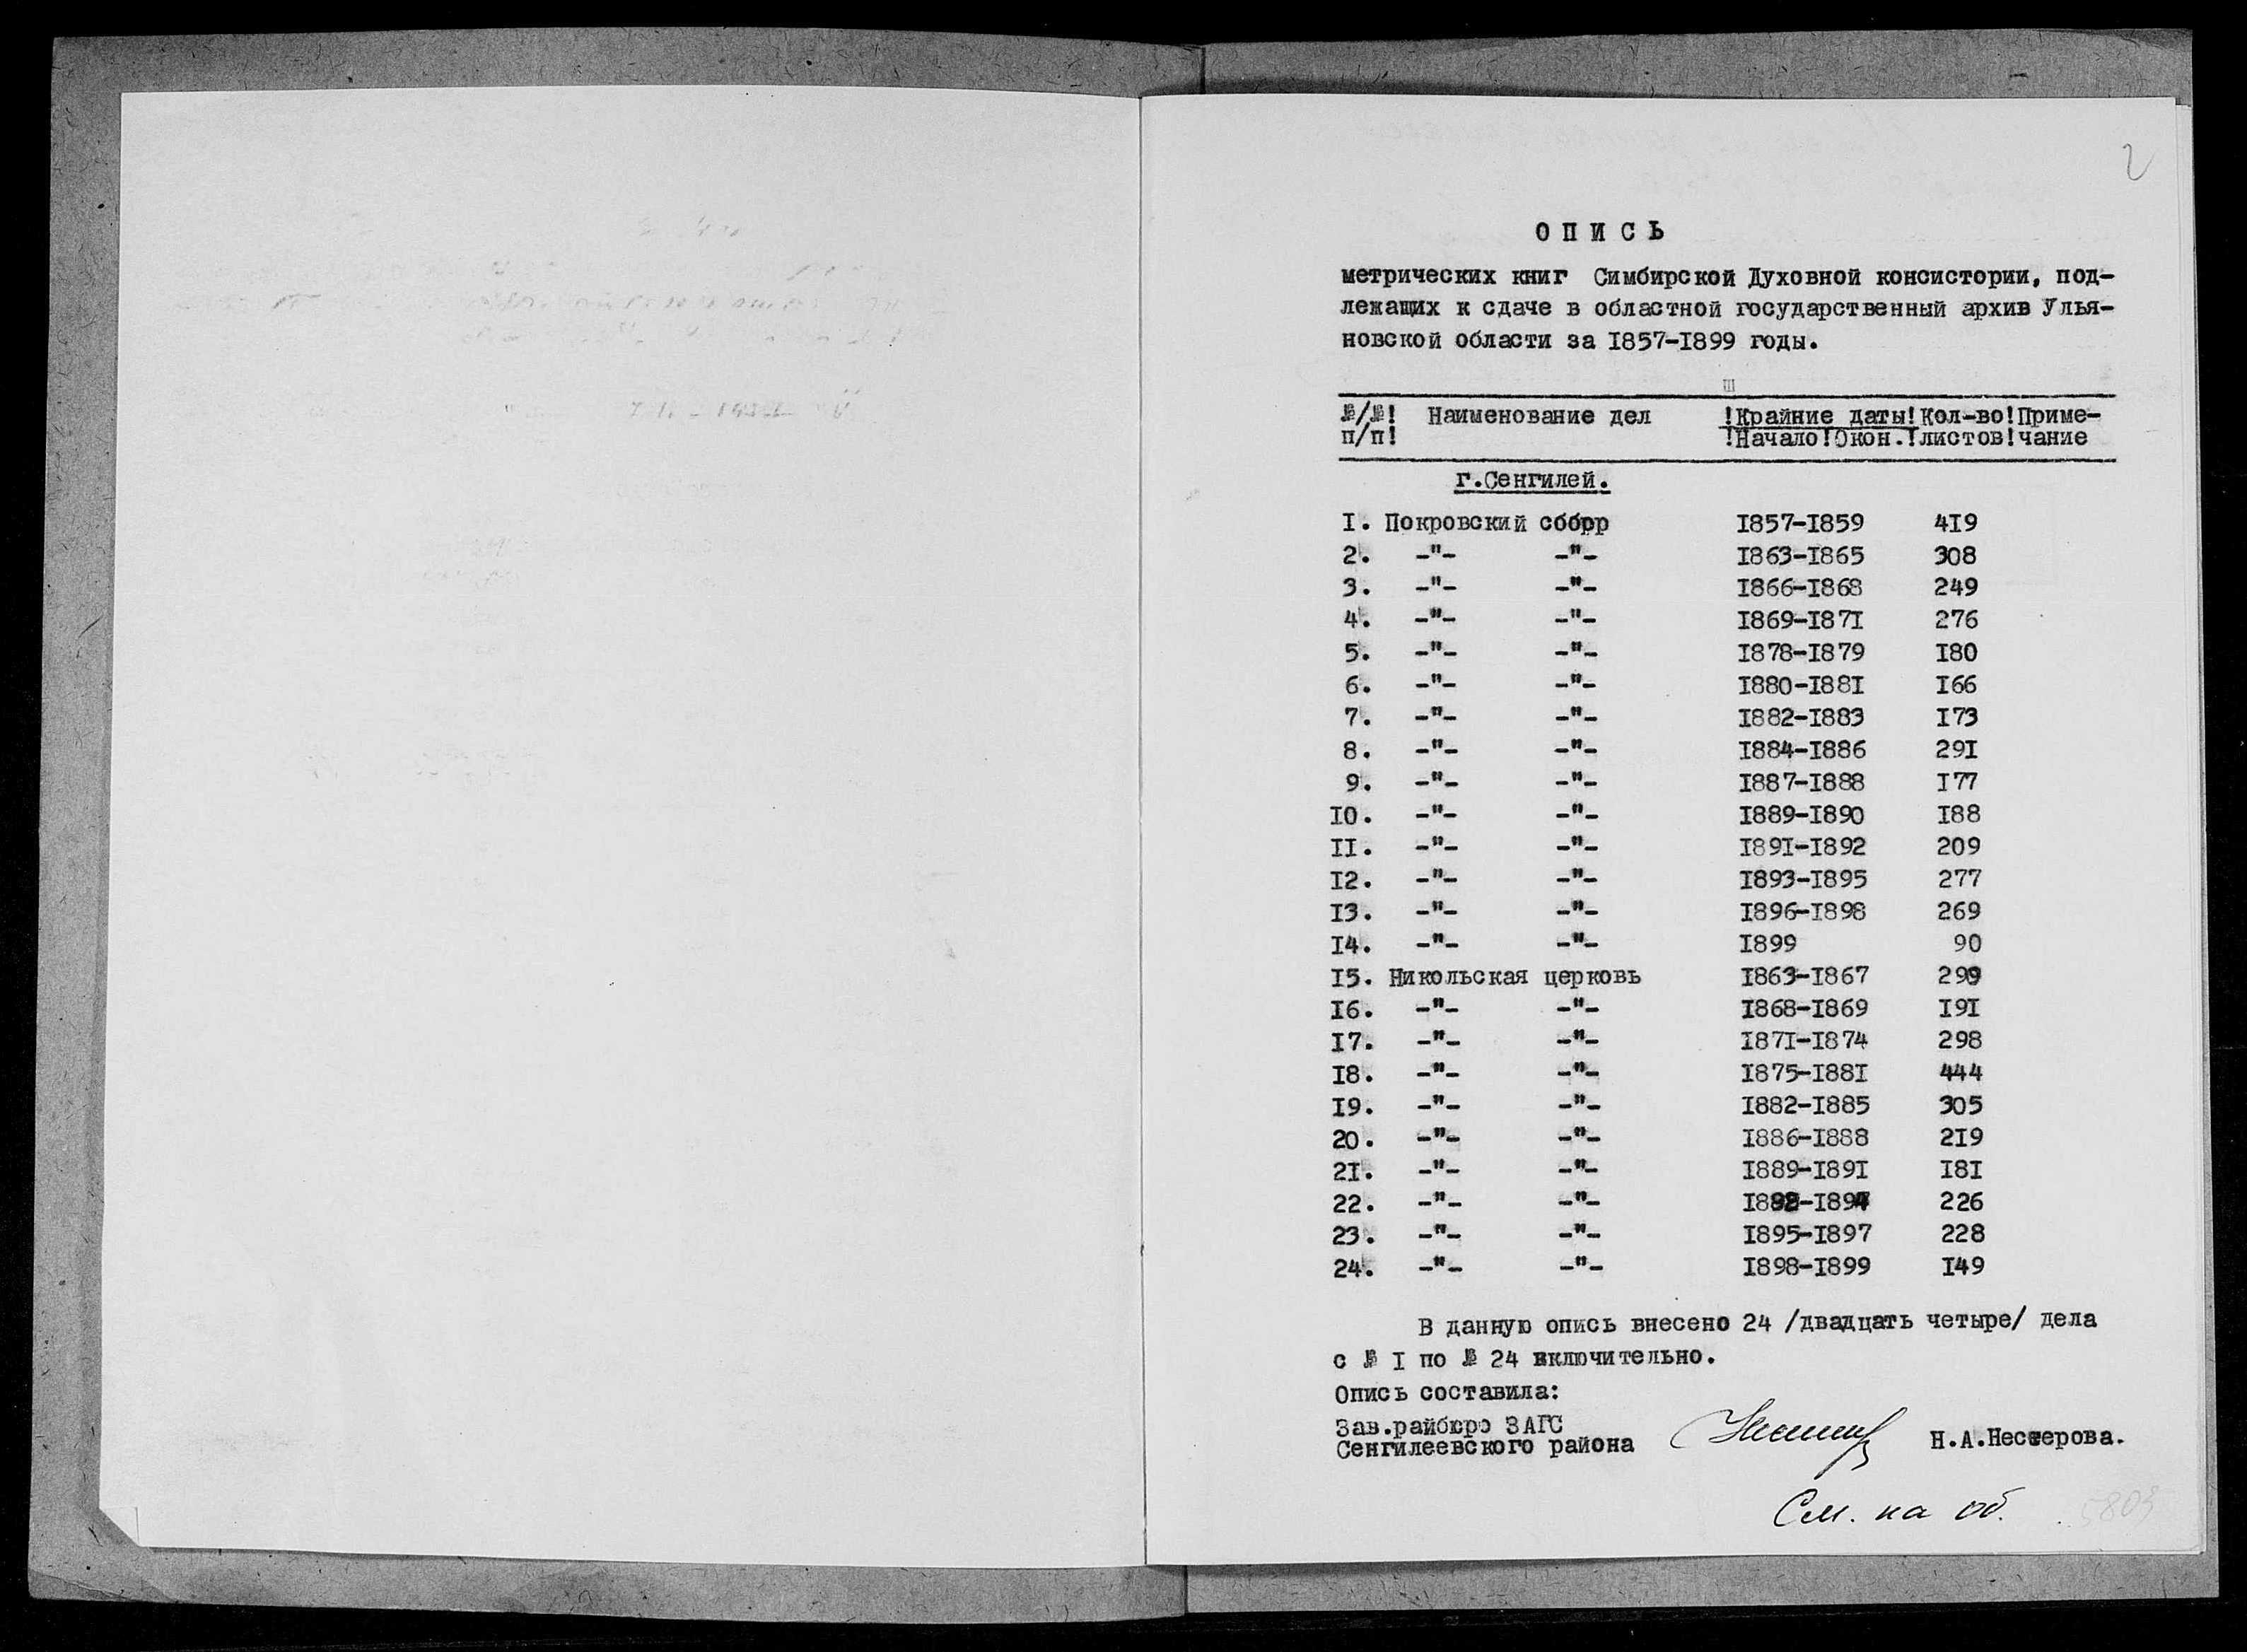 2
ОПИСЬ
метрических книг Симбирской Духовной консистории, под-
лежащих к сдаче в областной государственный архив Улья-
новской области за 1857-1899 годы.
ш
№/№! Наименование дел !Крайние даты!Кол-во!Приме-
п/п! !Начало!Окон.!листов!чание
г.Сенгилей.
1. Покровский собрр 1857-1859 419
2. -"- -"- 1863-1865 308
3. -"- -"- 1866-1868 249
4. -"- -"- 1869-1871 276
5. -"- -"- 1878-1879 180
6. -"- -"- 1880-1881 166
7. -"- -"- 1882-1883 173
8. -"- -"- 1884-1886 291
9. -"- -"- 1887-1888 177
10. -"- -"- 1889-1890 188
11. -"- -"- 1891-1892 209
12. -"- -"- 1893-1895 277
13. -"- -"- 1896-1898 269
14. -"- -"- 1899 90
15. Никольская церковь 1863-1867 299
16. -"- -"- 1868-1869 191
17. -"- -"- 1871-1874 298
18. -"- -"- 1875-1881 444
19. -"- -"- 1882-1885 305
20. -"- -"- 1886-1888 219
21. -"- -"- 1889-1891 181
22. -"- -"- 1892-1894 226
23. -"- -"- 1895-1897 228
24. -"- -"- 1898-1899 149
В данную опись внесено 24 /двадцать четыре/ дела
с № 1 по № 24 включительно.
Опись составила:
Зав.райбюро ЗАГС
Сенгилеевского района Н.А.Нестерова.
См. на об.